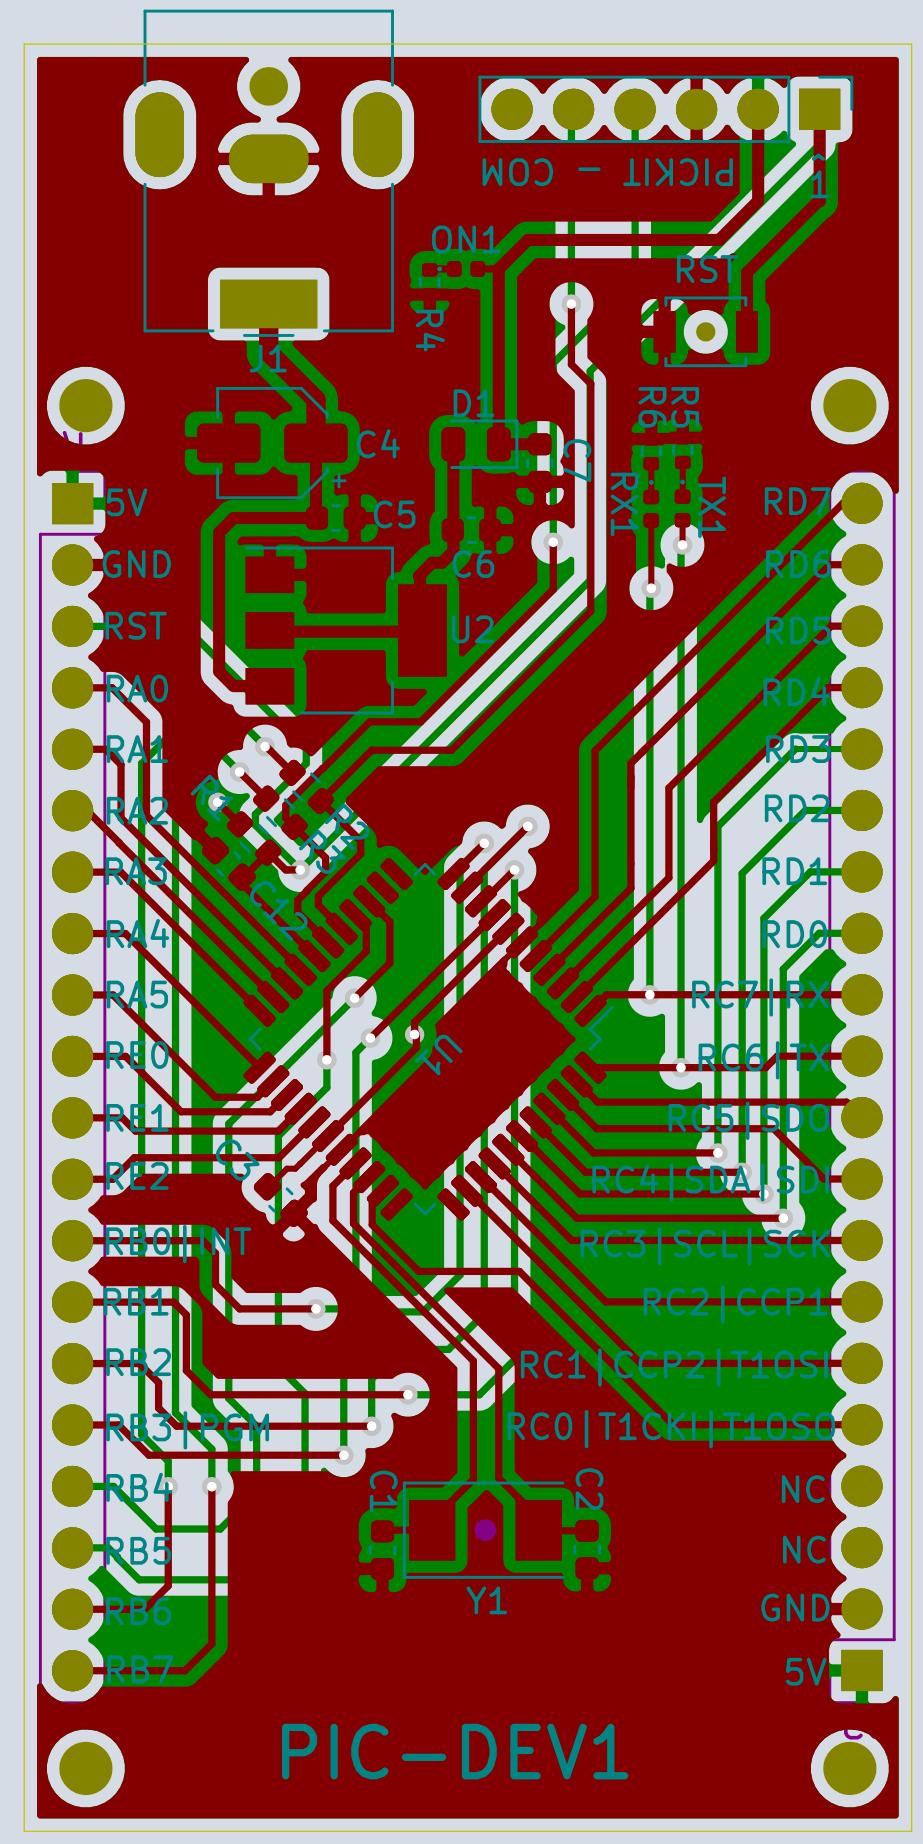 PICKIT - COM
1
ON1
RST
R4
J1
D1
R6
R5
C4
C7
5V
RX1
TX1
RD7
+
C5
GND
C6
RD6
RST
U2
RD5
RA0
RD4
RA1
RD3
R1
RA2
R2
RD2
R3
RA3
RD1
C12
RA4
RD0
RA5
RC7|RX
RE0
U1
RC6|TX
RE1
RC5|SDO
C3
RE2
RC4|SDA|SDI
RB0|INT
RC3|SCL|SCK
RB1
RC2|CCP1
RB2
RC1|CCP2|T1OSI
RB3|PGM
RC0|T1CKI|T1OSO
RB4
C1
C2
NC
RB5
NC
RB6
Y1
GND
RB7
5V
PIC-DEV1